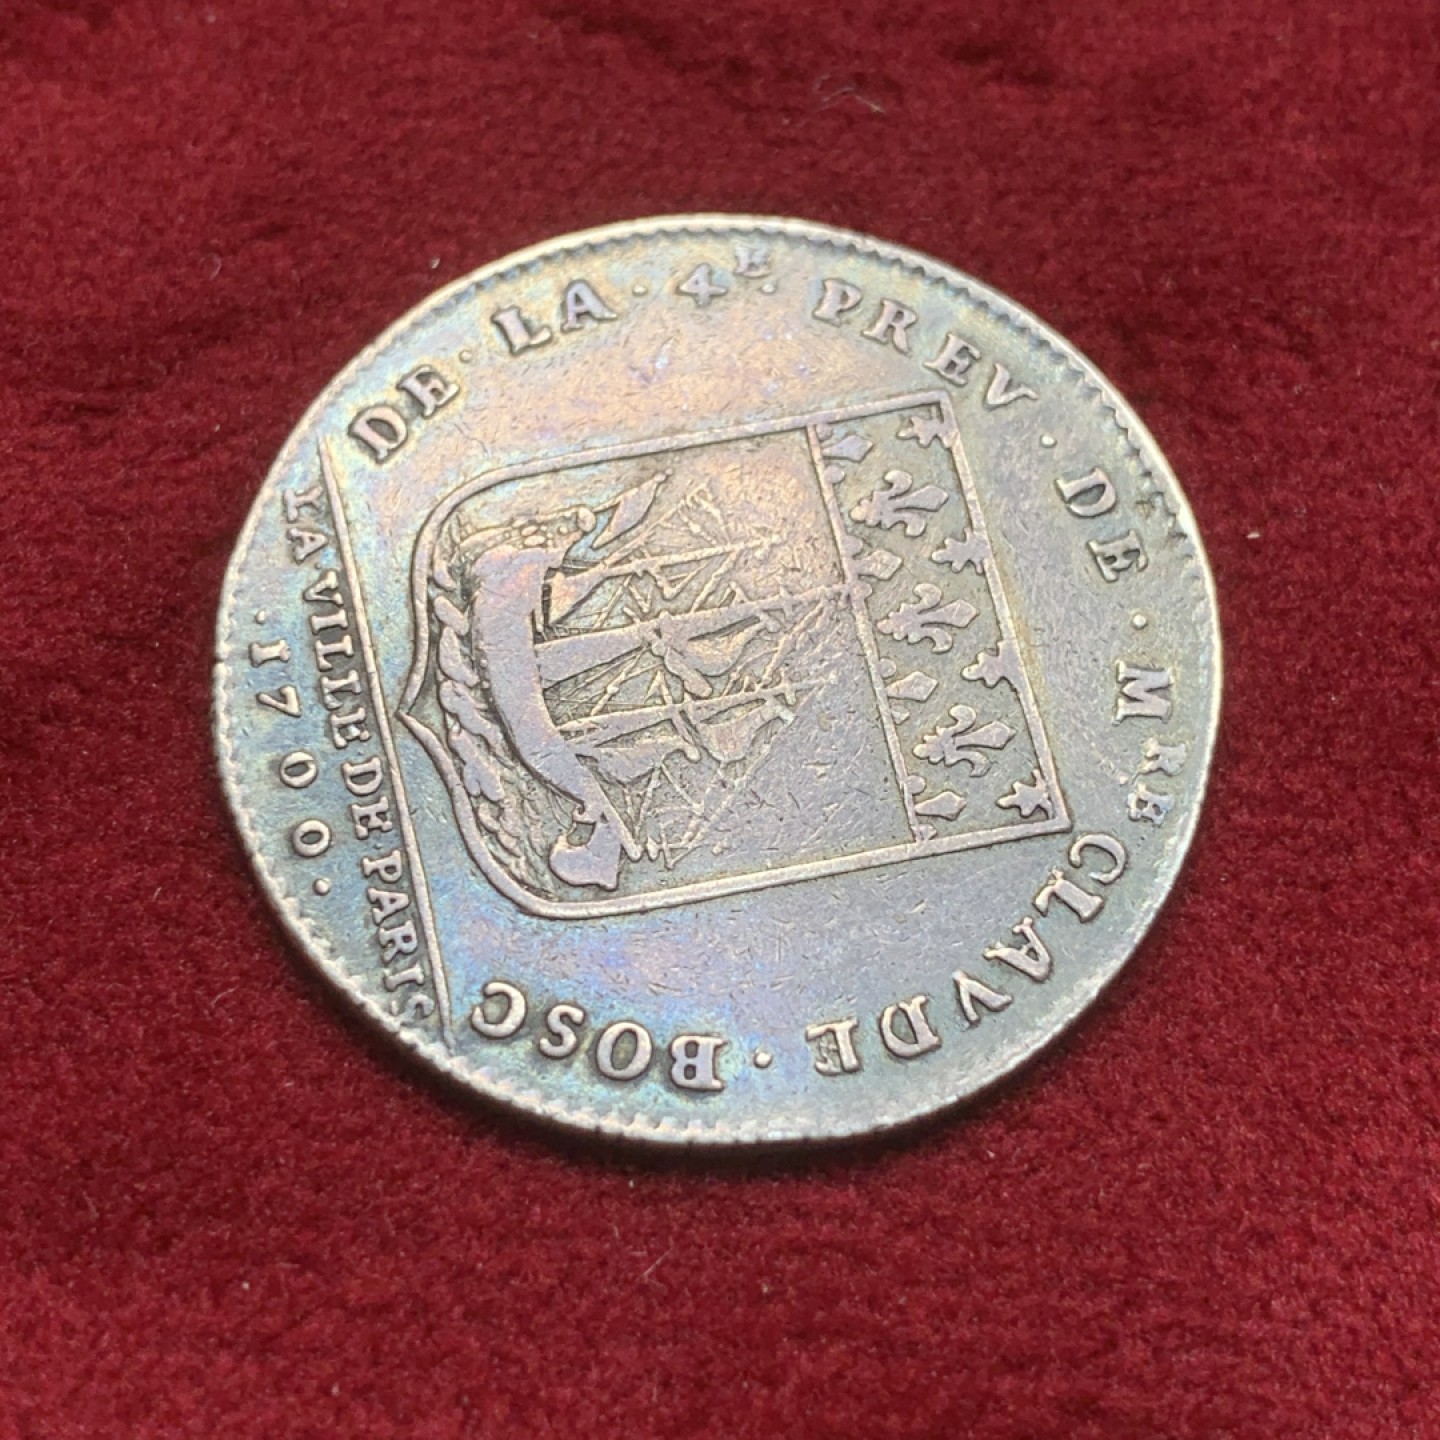 DE · LA · 4E · PREV · DE · MRE CLAVDE · BOSC
LA VILLE DE PARIS
· 1700 ·